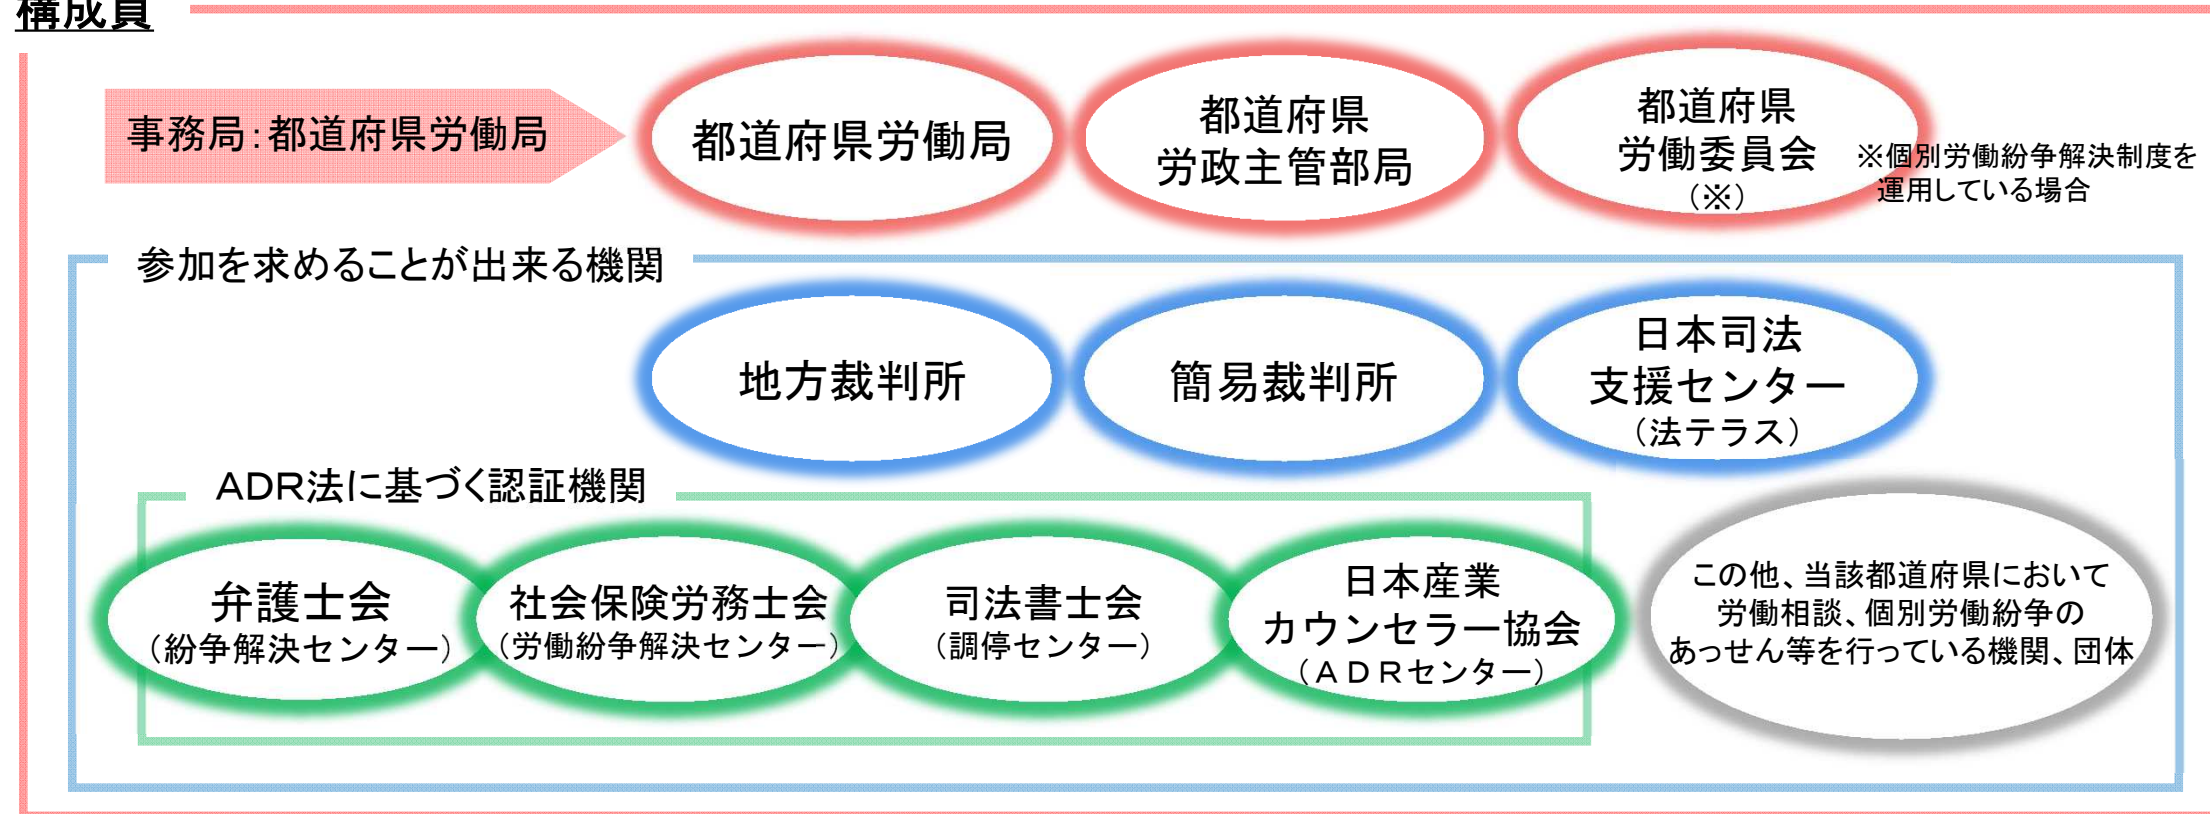 構成員
事務局：都道府県労働局
都道府県労働局
都道府県
労政主管部局
都道府県
労働委員会
（※）
※個別労働紛争解決制度を
運用している場合
参加を求めることが出来る機関
地方裁判所
簡易裁判所
日本司法
支援センター
（法テラス）
ＡＤＲ法に基づく認証機関
弁護士会
（紛争解決センター）
社会保険労務士会
（労働紛争解決センター）
司法書士会
（調停センター）
日本産業
カウンセラー協会
（ＡＤＲセンター）
この他、当該都道府県において
労働相談、個別労働紛争の
あっせん等を行っている機関、団体